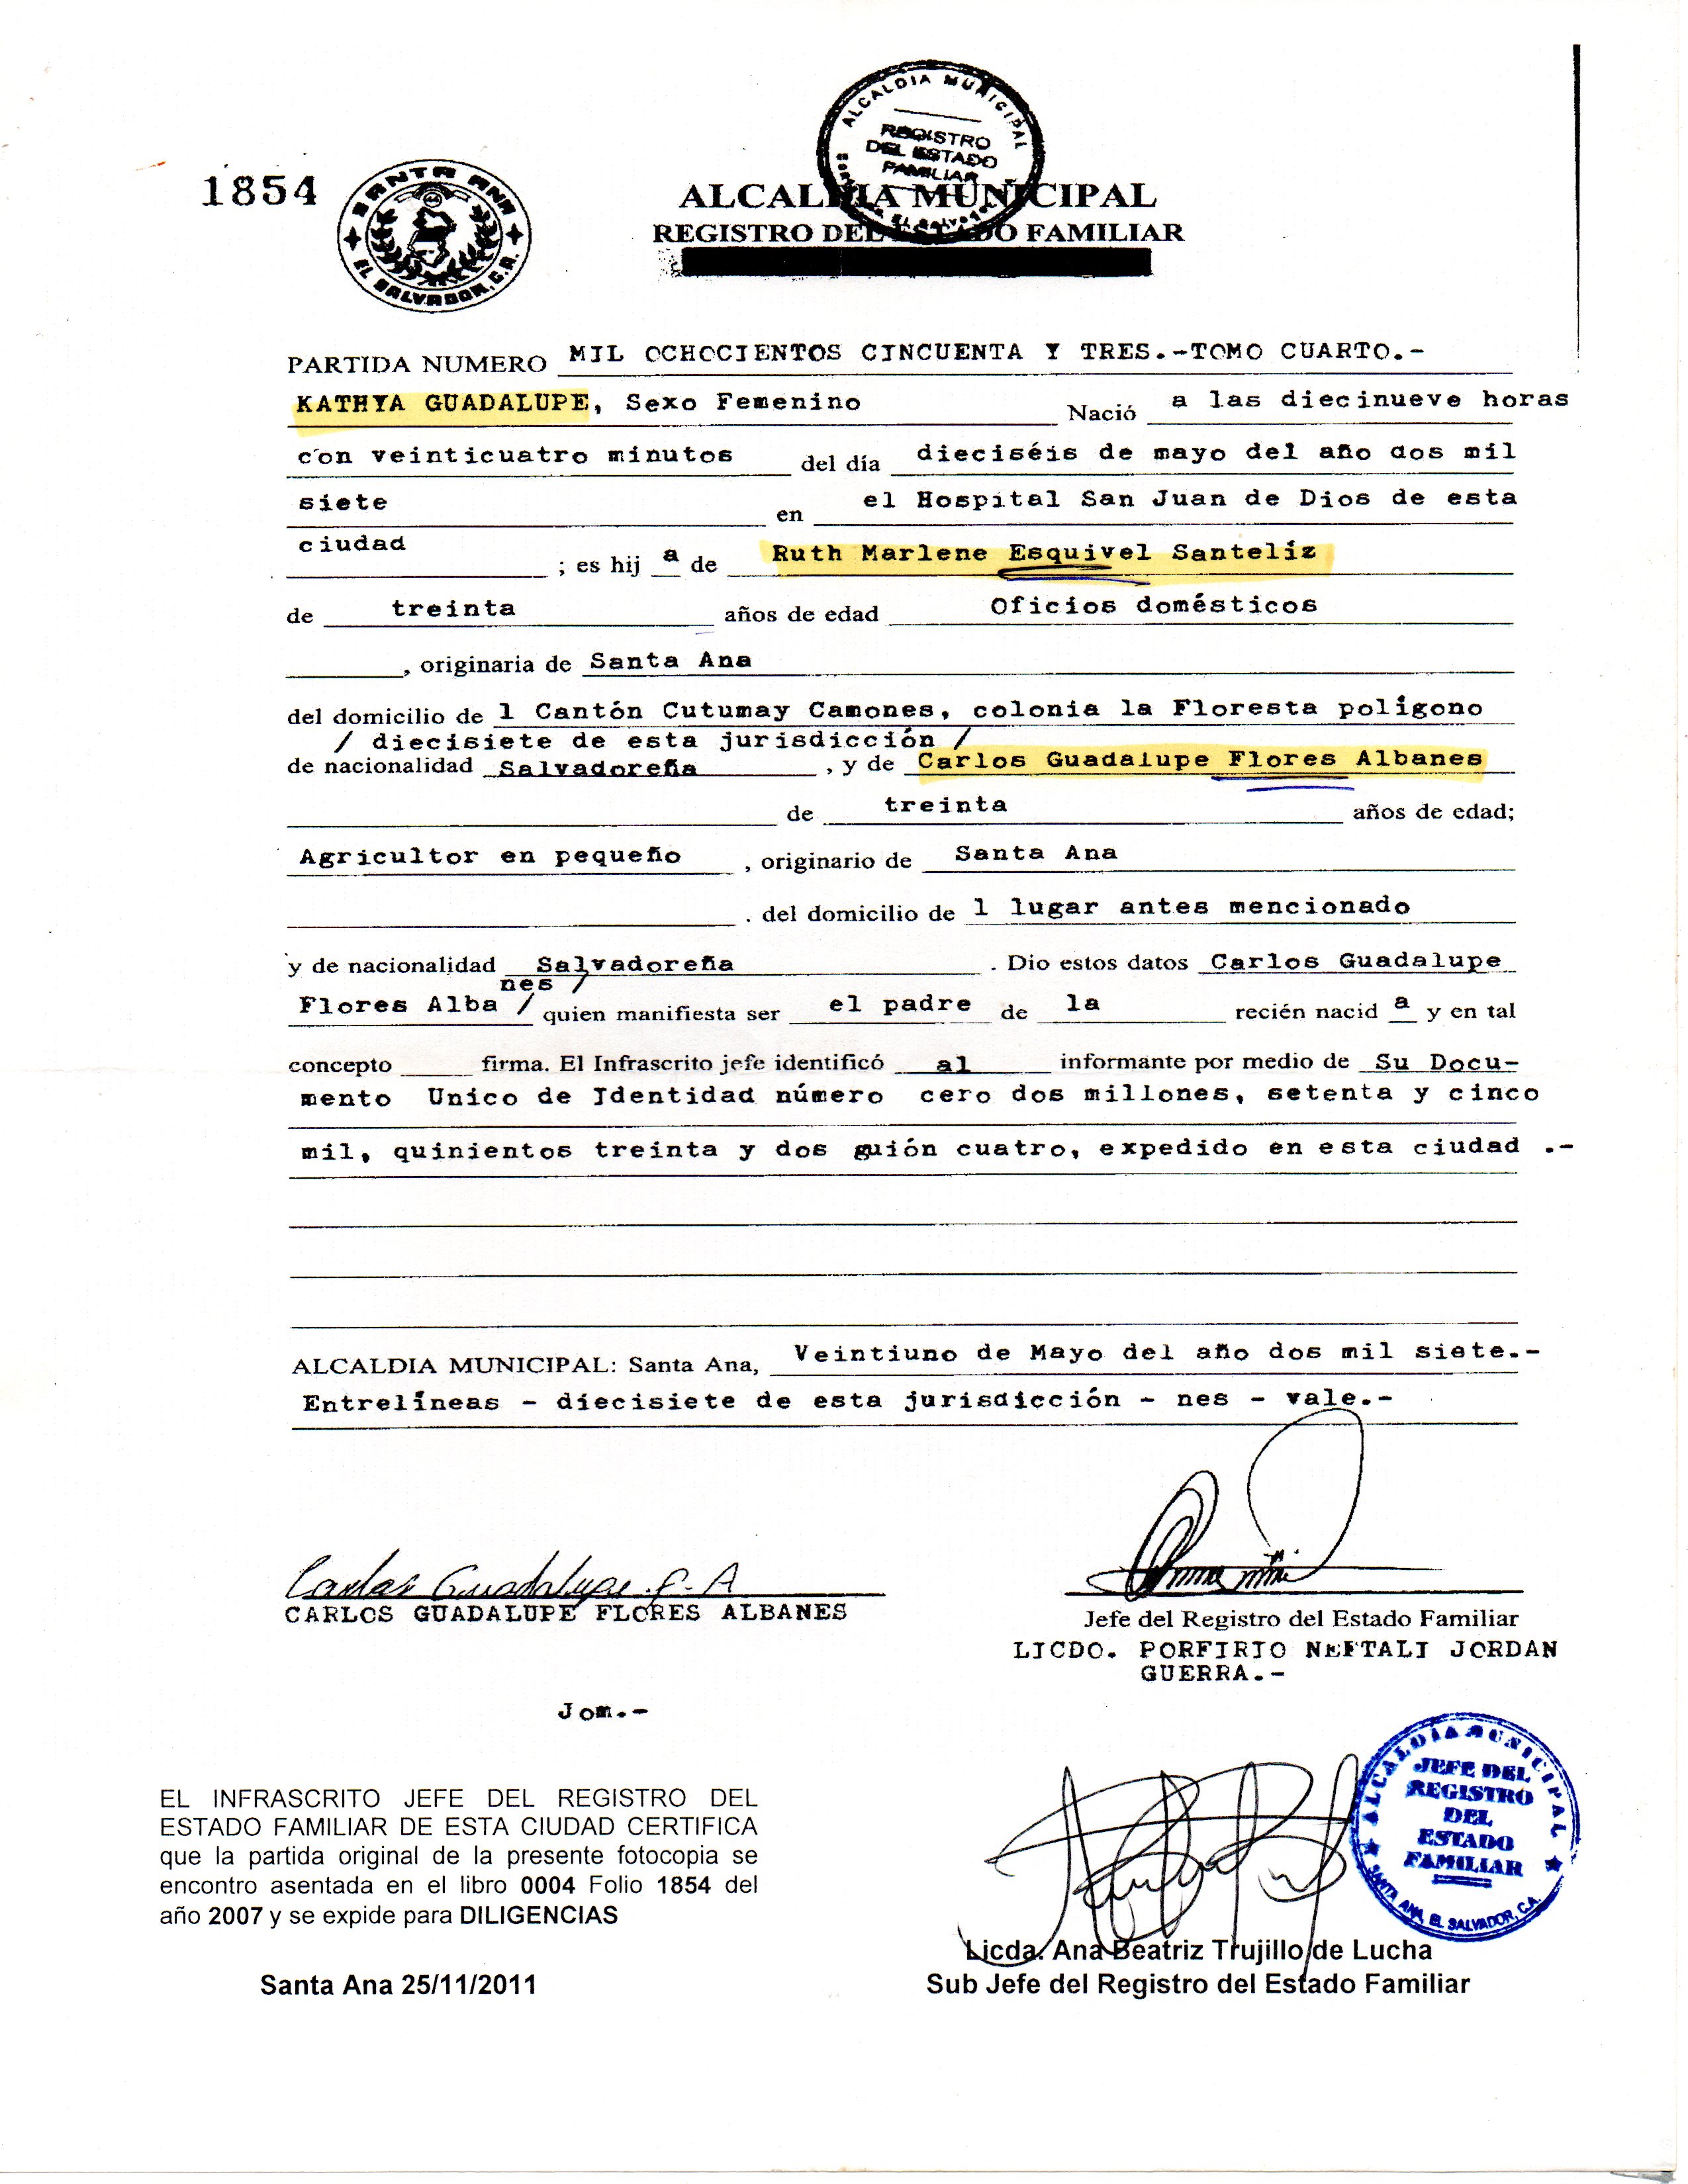 ALCALDIA MUNICIPAL
REGISTRO
DEL ESTADO
FAMILIAR
1854
SANTA ANA
EL SALVADOR, C.A.
ALCALDIA MUNICIPAL
REGISTRO DEL ESTADO FAMILIAR
PARTIDA NUMERO MIL OCHOCIENTOS CINCUENTA Y TRES.-TOMO CUARTO.-
KATHYA GUADALUPE, Sexo Femenino Nació a las diecinueve horas
con veinticuatro minutos del día dieciséis de mayo del año dos mil
siete en el Hospital San Juan de Dios de esta
ciudad ; es hij a de Ruth Marlene Esquivel Santelíz
de treinta años de edad Oficios domésticos
, originaria de Santa Ana
del domicilio de l Cantón Cutumay Camones, colonia la Floresta polígono
/ diecisiete de esta jurisdicción /
de nacionalidad Salvadoreña , y de Carlos Guadalupe Flores Albanes
de treinta años de edad;
Agricultor en pequeño , originario de Santa Ana
. del domicilio de l lugar antes mencionado
y de nacionalidad Salvadoreña . Dio estos datos Carlos Guadalupe
nes /
Flores Alba / quien manifiesta ser el padre de la recién nacid a y en tal
concepto firma. El Infrascrito jefe identificó al informante por medio de Su Docu-
mento Unico de Identidad número cero dos millones, setenta y cinco
mil, quinientos treinta y dos guión cuatro, expedido en esta ciudad .-
ALCALDIA MUNICIPAL: Santa Ana, Veintiuno de Mayo del año dos mil siete.-
Entrelíneas - diecisiete de esta jurisdicción - nes - vale.-
Carlos Guadalupe F. A
CARLOS GUADALUPE FLORES ALBANES
Jefe del Registro del Estado Familiar
LICDO. PORFIRIO NEFTALI JORDAN
GUERRA.-
Jom.-
EL INFRASCRITO JEFE DEL REGISTRO DEL
ESTADO FAMILIAR DE ESTA CIUDAD CERTIFICA
que la partida original de la presente fotocopia se
encontro asentada en el libro 0004 Folio 1854 del
año 2007 y se expide para DILIGENCIAS
Santa Ana 25/11/2011
ALCALDIA MUNICIPAL
JEFE DEL
REGISTRO
DEL
ESTADO
FAMILIAR
SANTA ANA, EL SALVADOR, C.A.
Licda. Ana Beatriz Trujillo de Lucha
Sub Jefe del Registro del Estado Familiar